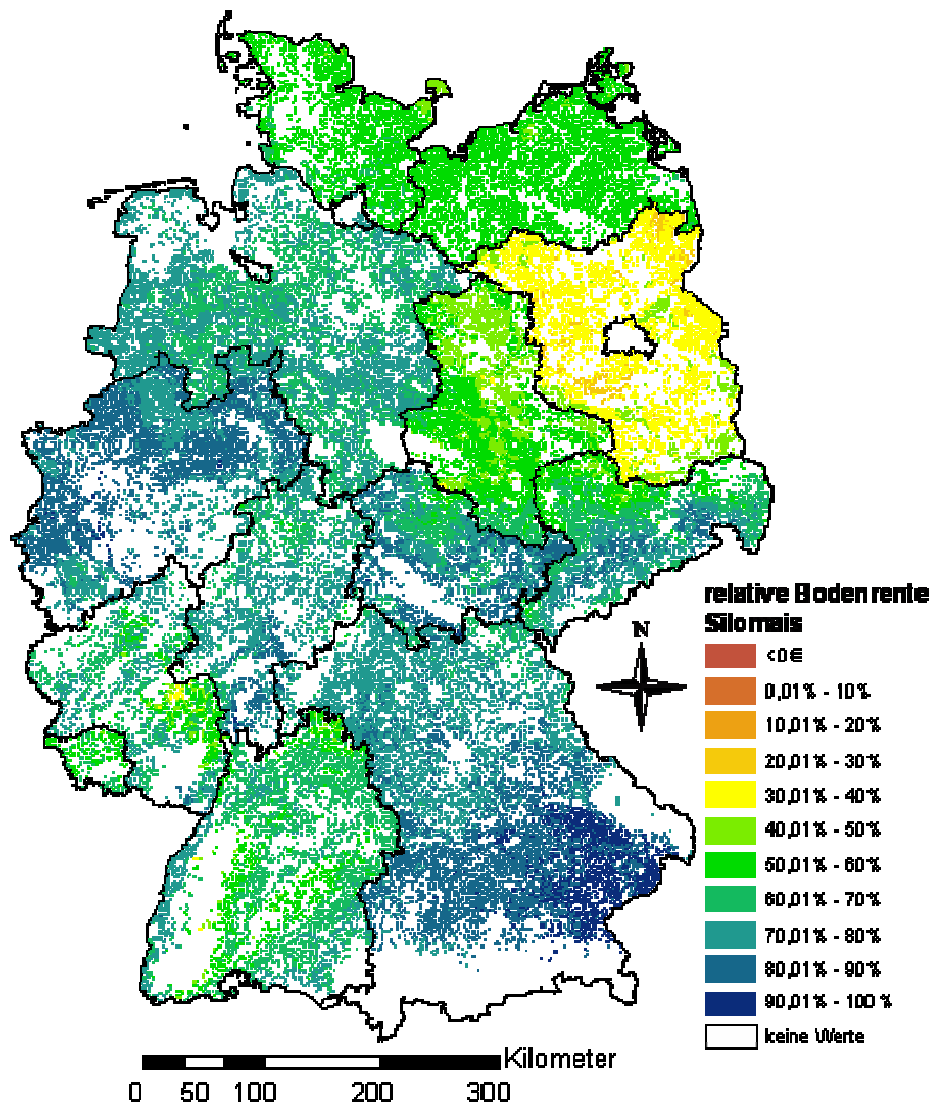 relative Bodenrente
Silomais
N
<0€
0,01% - 10%
10,01% - 20%
20,01% - 30%
30,01% - 40%
40,01% - 50%
50,01% - 60%
60,01% - 70%
70,01% - 80%
80,01% - 90%
90,01% - 100 %
keine Werte
Kilometer
0 50 100 200 300